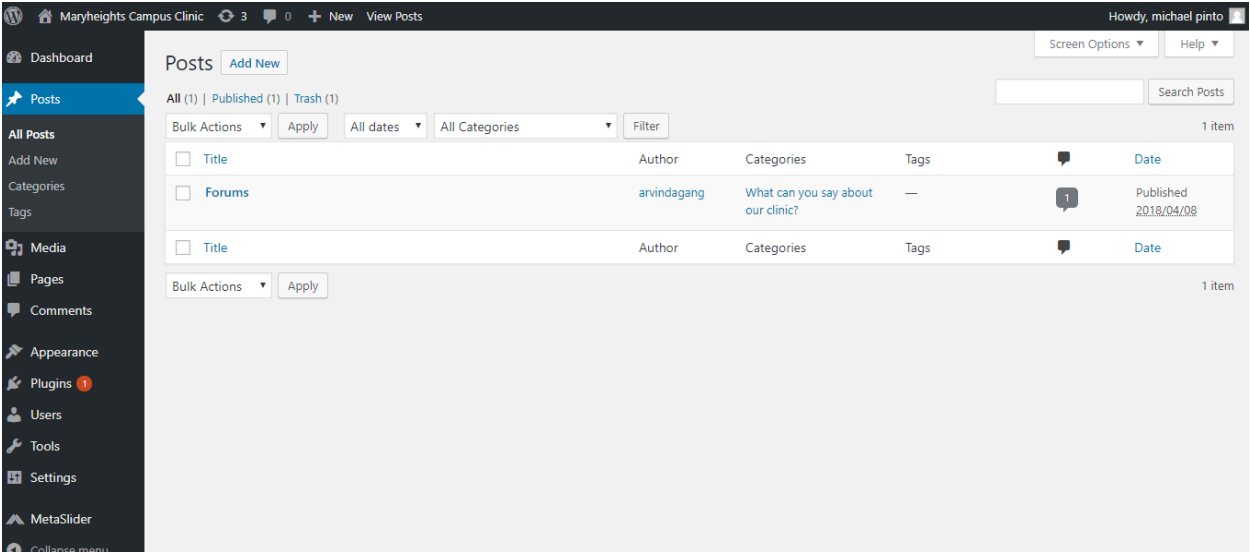 Maryheights Campus Clinic 3 0 New View Posts Howdy, michael pinto
Screen Options ▼ Help ▼
Dashboard
Posts Add New
Posts
All (1) | Published (1) | Trash (1) Search Posts
Bulk Actions ▼ Apply All dates ▼ All Categories ▼ Filter 1 item
All Posts
Add New
Categories
Tags
Title Author Categories Tags Date
Forums arvindagang What can you say about 1 Published
our clinic? — 2018/04/08
Title Author Categories Tags Date
Bulk Actions ▼ Apply 1 item
Media
Pages
Comments
Appearance
Plugins 1
Users
Tools
Settings
MetaSlider
Collapse menu